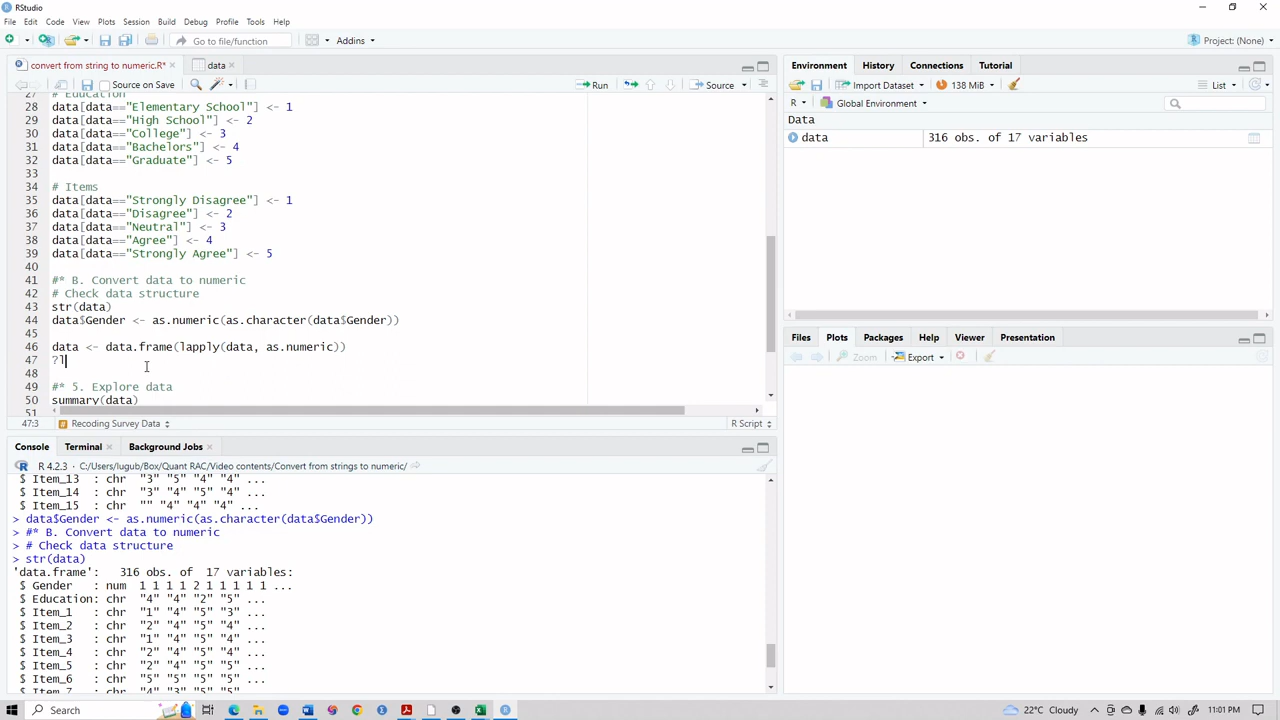 RStudio
File Edit Code View Plots Session Build Debug Profile Tools Help
Go to file/function Addins Project: (None)
convert from string to numeric.R* data
Source on Save Run Source
27 # Education
28 data[data=="Elementary School"] <- 1
29 data[data=="High School"] <- 2
30 data[data=="College"] <- 3
31 data[data=="Bachelors"] <- 4
32 data[data=="Graduate"] <- 5
33
34 # Items
35 data[data=="Strongly Disagree"] <- 1
36 data[data=="Disagree"] <- 2
37 data[data=="Neutral"] <- 3
38 data[data=="Agree"] <- 4
39 data[data=="Strongly Agree"] <- 5
40
41 #* B. Convert data to numeric
42 # Check data structure
43 str(data)
44 data$Gender <- as.numeric(as.character(data$Gender))
45
46 data <- data.frame(lapply(data, as.numeric))
47 ?l
48
49 #* 5. Explore data
50 summary(data)
51
47:3 # Recoding Survey Data R Script
Console Terminal Background Jobs
R R 4.2.3 · C:/Users/lugub/Box/Quant RAC/Video contents/Convert from strings to numeric/
$ Item_13 : chr "3" "5" "4" "4" ...
$ Item_14 : chr "3" "4" "5" "4" ...
$ Item_15 : chr "" "4" "4" "4" ...
> data$Gender <- as.numeric(as.character(data$Gender))
> #* B. Convert data to numeric
> # Check data structure
> str(data)
'data.frame': 316 obs. of 17 variables:
$ Gender : num 1 1 1 1 2 1 1 1 1 1 ...
$ Education: chr "4" "4" "2" "5" ...
$ Item_1 : chr "1" "4" "5" "3" ...
$ Item_2 : chr "2" "4" "5" "4" ...
$ Item_3 : chr "1" "4" "5" "4" ...
$ Item_4 : chr "2" "4" "5" "4" ...
$ Item_5 : chr "2" "4" "5" "5" ...
$ Item_6 : chr "5" "5" "5" "5" ...
$ Item_7 : chr "4" "3" "5" "5" ...
Environment History Connections Tutorial
Import Dataset 138 MiB List
R Global Environment
Data
data 316 obs. of 17 variables
Files Plots Packages Help Viewer Presentation
Zoom Export
Search 22°C Cloudy 11:01 PM